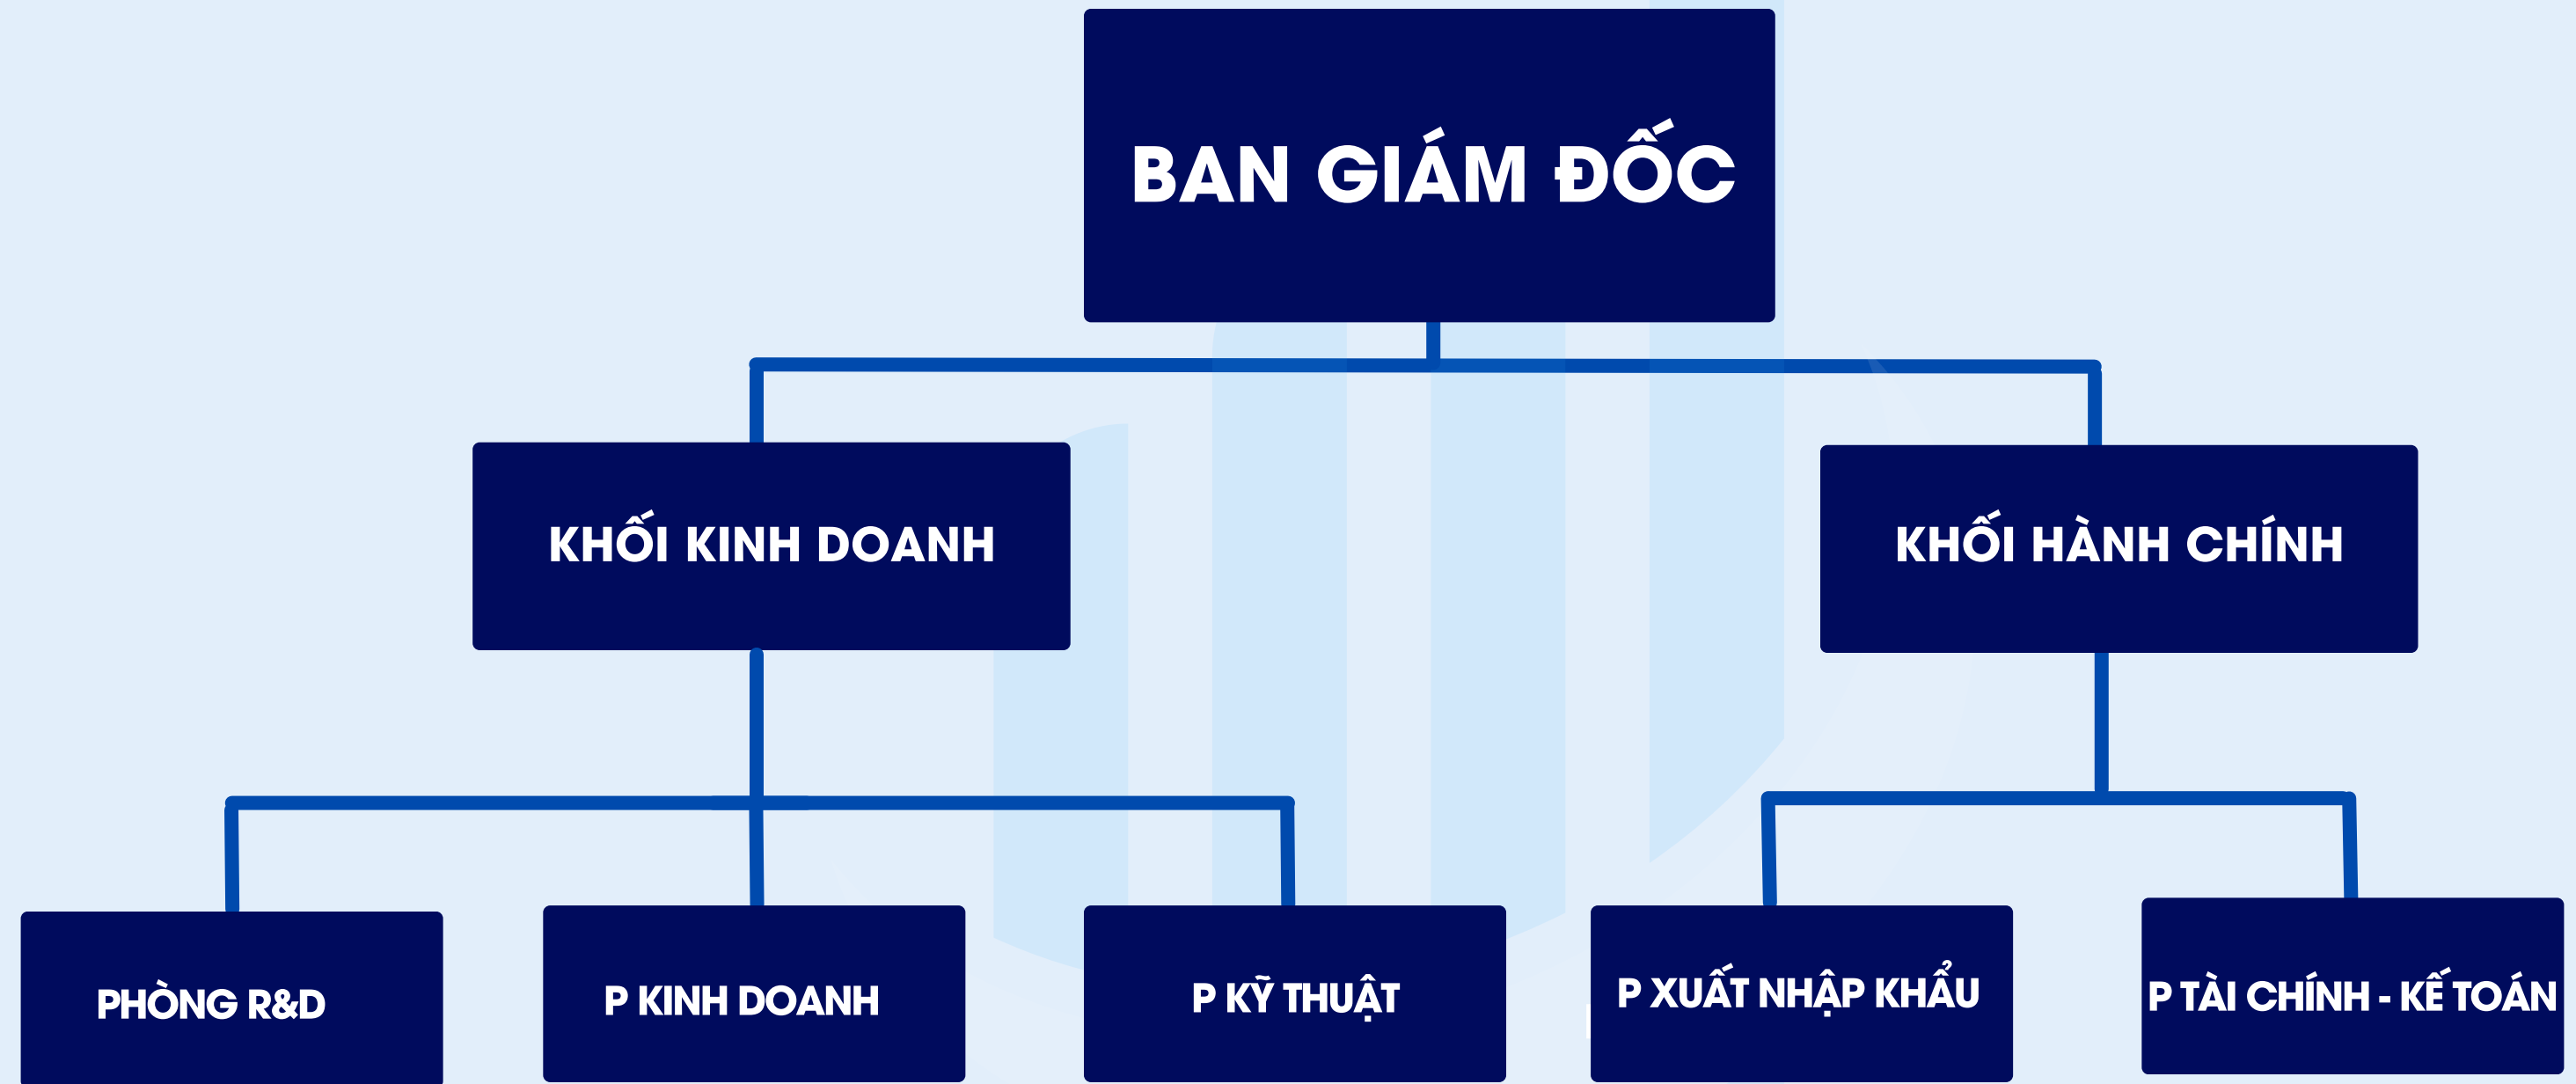 BAN GIÁM ĐỐC
KHỐI KINH DOANH
KHỐI HÀNH CHÍNH
PHÒNG R&D
P KINH DOANH
P KỸ THUẬT
P XUẤT NHẬP KHẨU
P TÀI CHÍNH - KẾ TOÁN